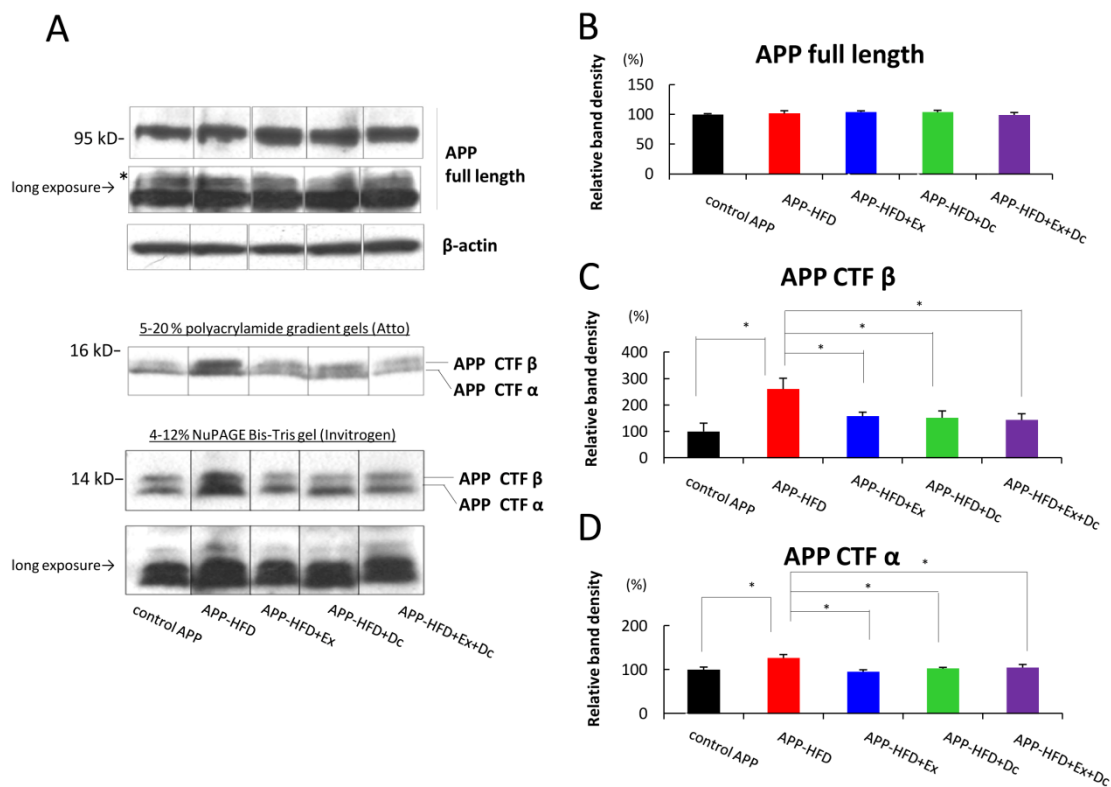 A
95 kD-
APP
full length
*
long exposure→
β-actin
5-20 % polyacrylamide gradient gels (Atto)
16 kD-
APP CTF β
APP CTF α
4-12% NuPAGE Bis-Tris gel (Invitrogen)
14 kD-
APP CTF β
APP CTF α
long exposure→
control APP
APP-HFD
APP-HFD+Ex
APP-HFD+Dc
APP-HFD+Ex+Dc
B
APP full length
(%)
Relative band density
150
100
50
0
control APP
APP-HFD
APP-HFD+Ex
APP-HFD+Dc
APP-HFD+Ex+Dc
C
APP CTF β
(%)
Relative band density
*
*
*
*
400
300
200
100
0
control APP
APP-HFD
APP-HFD+Ex
APP-HFD+Dc
APP-HFD+Ex+Dc
D
APP CTF α
(%)
Relative band density
*
*
*
*
200
100
0
control APP
APP-HFD
APP-HFD+Ex
APP-HFD+Dc
APP-HFD+Ex+Dc